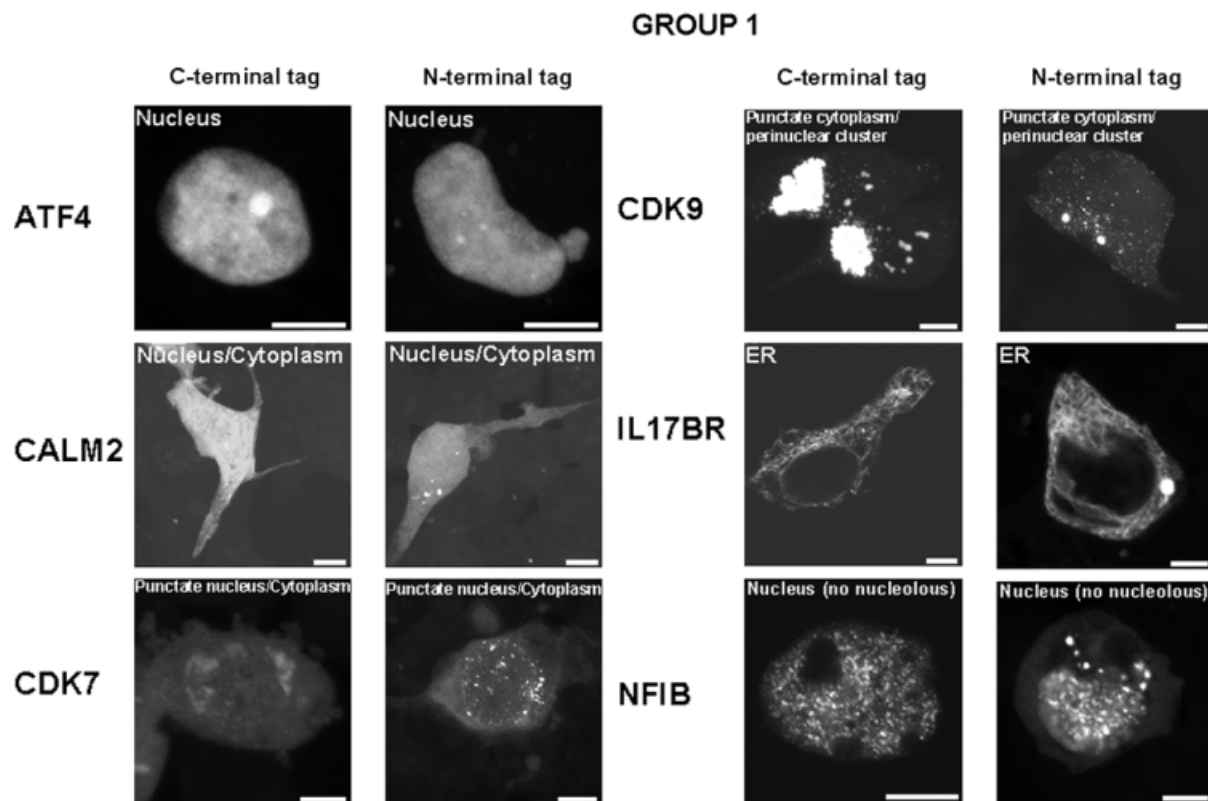 GROUP 1
C-terminal tag
N-terminal tag
C-terminal tag
N-terminal tag
ATF4
Nucleus
Nucleus
CDK9
Punctate cytoplasm/
perinuclear cluster
Punctate cytoplasm/
perinuclear cluster
CALM2
Nucleus/Cytoplasm
Nucleus/Cytoplasm
IL17BR
ER
ER
CDK7
Punctate nucleus/Cytoplasm
Punctate nucleus/Cytoplasm
NFIB
Nucleus (no nucleolous)
Nucleus (no nucleolous)